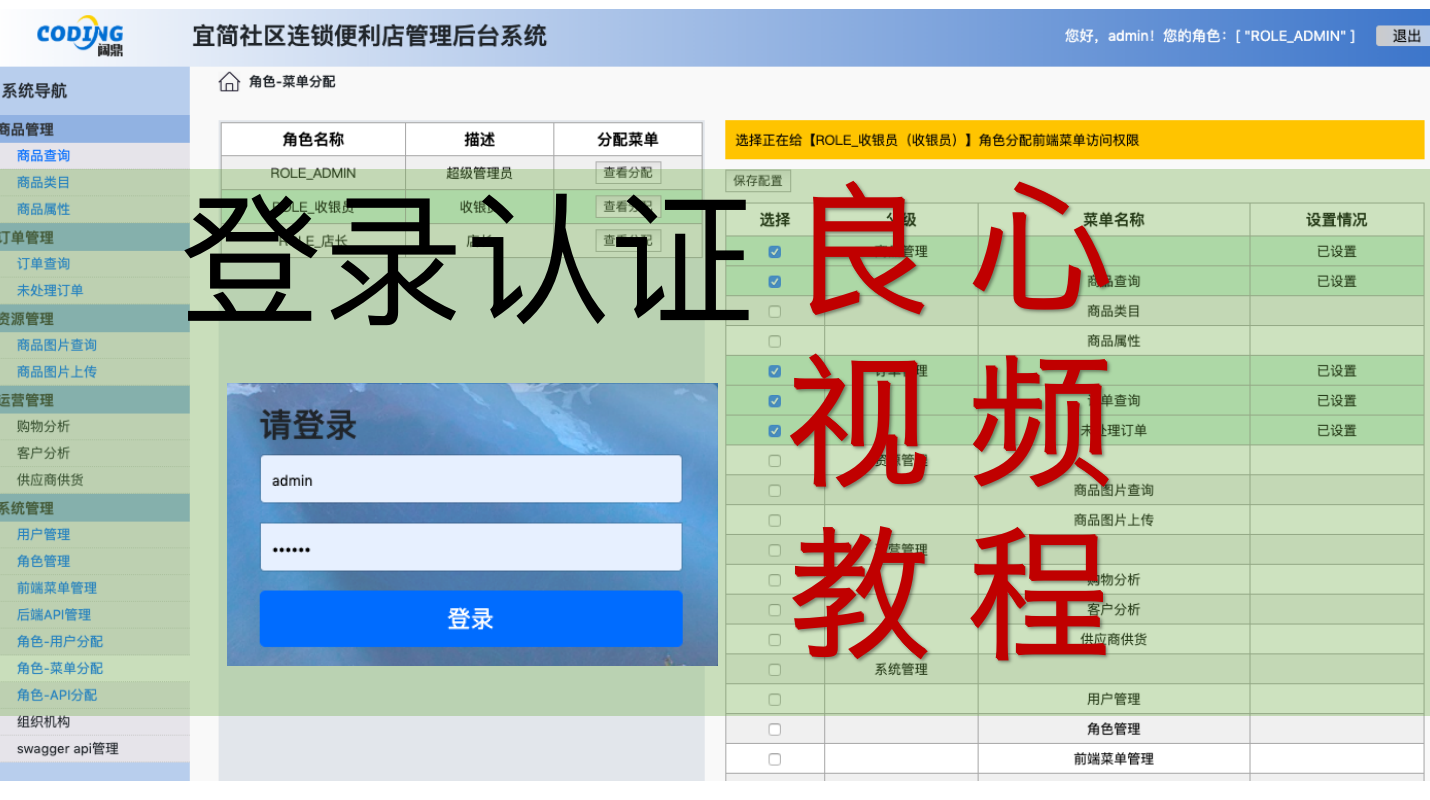 CODING
阔鼎
宜简社区连锁便利店管理后台系统
您好，admin！您的角色：[ "ROLE_ADMIN" ]
退出
系统导航
商品管理
商品查询
商品类目
商品属性
订单管理
订单查询
未处理订单
资源管理
商品图片查询
商品图片上传
运营管理
购物分析
客户分析
供应商供货
系统管理
用户管理
角色管理
前端菜单管理
后端API管理
角色-用户分配
角色-菜单分配
角色-API分配
组织机构
swagger api管理
角色-菜单分配
角色名称 描述 分配菜单
ROLE_ADMIN 超级管理员 查看分配
ROLE_收银员 收银员 查看分配
ROLE_店长 店长 查看分配
登录认证
良心
视频
教程
请登录
admin
••••••
登录
选择正在给【ROLE_收银员（收银员）】角色分配前端菜单访问权限
保存配置
选择 父级 菜单名称 设置情况
商品管理 已设置
商品查询 已设置
商品类目
商品属性
订单管理 已设置
订单查询 已设置
未处理订单 已设置
资源管理
商品图片查询
商品图片上传
运营管理
购物分析
客户分析
供应商供货
系统管理
用户管理
角色管理
前端菜单管理